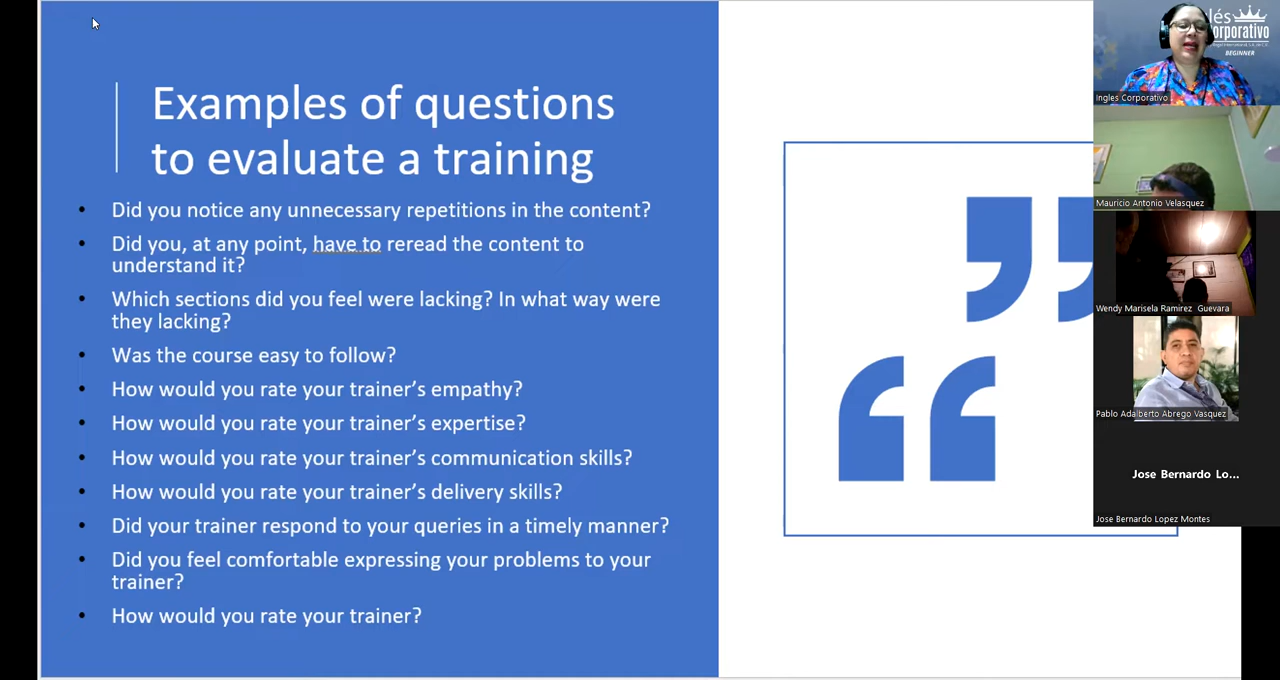 Examples of questions
to evaluate a training
• Did you notice any unnecessary repetitions in the content?
• Did you, at any point, have to reread the content to
understand it?
• Which sections did you feel were lacking? In what way were
they lacking?
• Was the course easy to follow?
• How would you rate your trainer’s empathy?
• How would you rate your trainer’s expertise?
• How would you rate your trainer’s communication skills?
• How would you rate your trainer’s delivery skills?
• Did your trainer respond to your queries in a timely manner?
• Did you feel comfortable expressing your problems to your
trainer?
• How would you rate your trainer?
lés
orporativo
BEGINNER
Ingles Corporativo
Mauricio Antonio Velasquez
Wendy Marisela Ramirez Guevara
Pablo Adalberto Abrego Vasquez
Jose Bernardo Lo...
Jose Bernardo Lopez Montes